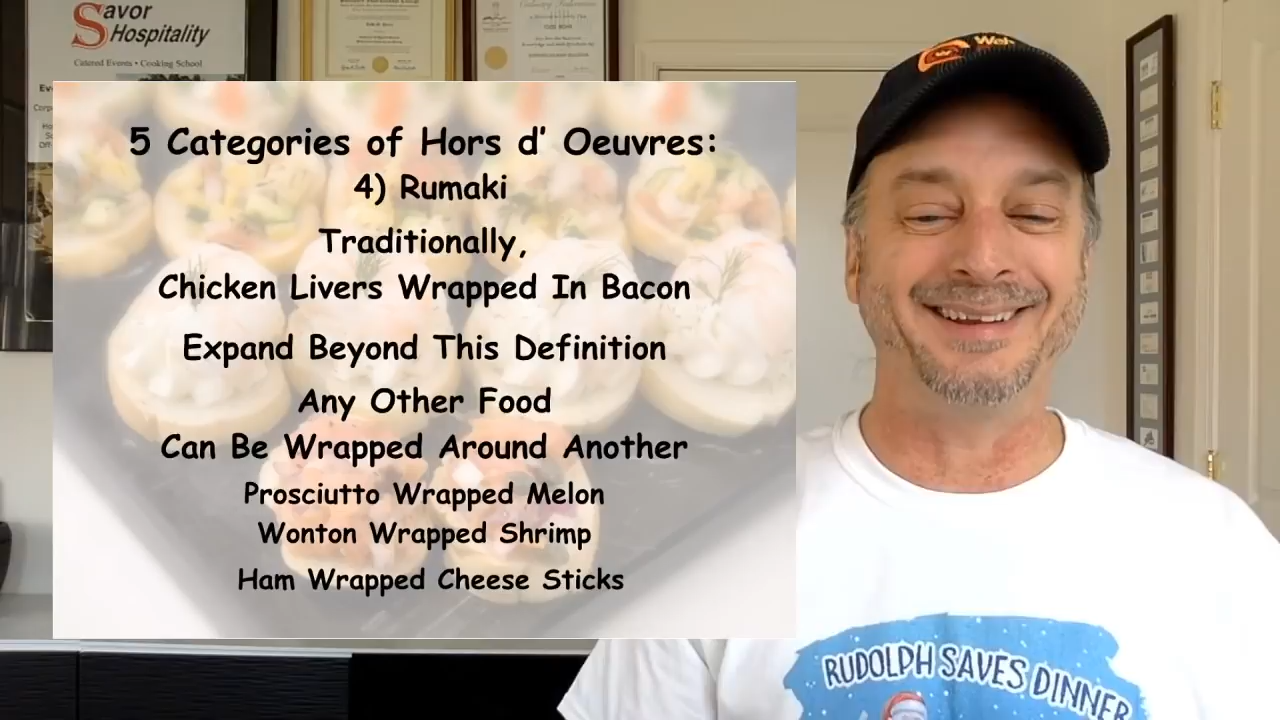 Savor
Hospitality
Catered Events • Cooking School
5 Categories of Hors d' Oeuvres:
4) Rumaki
Traditionally,
Chicken Livers Wrapped In Bacon
Expand Beyond This Definition
Any Other Food
Can Be Wrapped Around Another
Prosciutto Wrapped Melon
Wonton Wrapped Shrimp
Ham Wrapped Cheese Sticks
Web
RUDOLPH SAVES DINNER